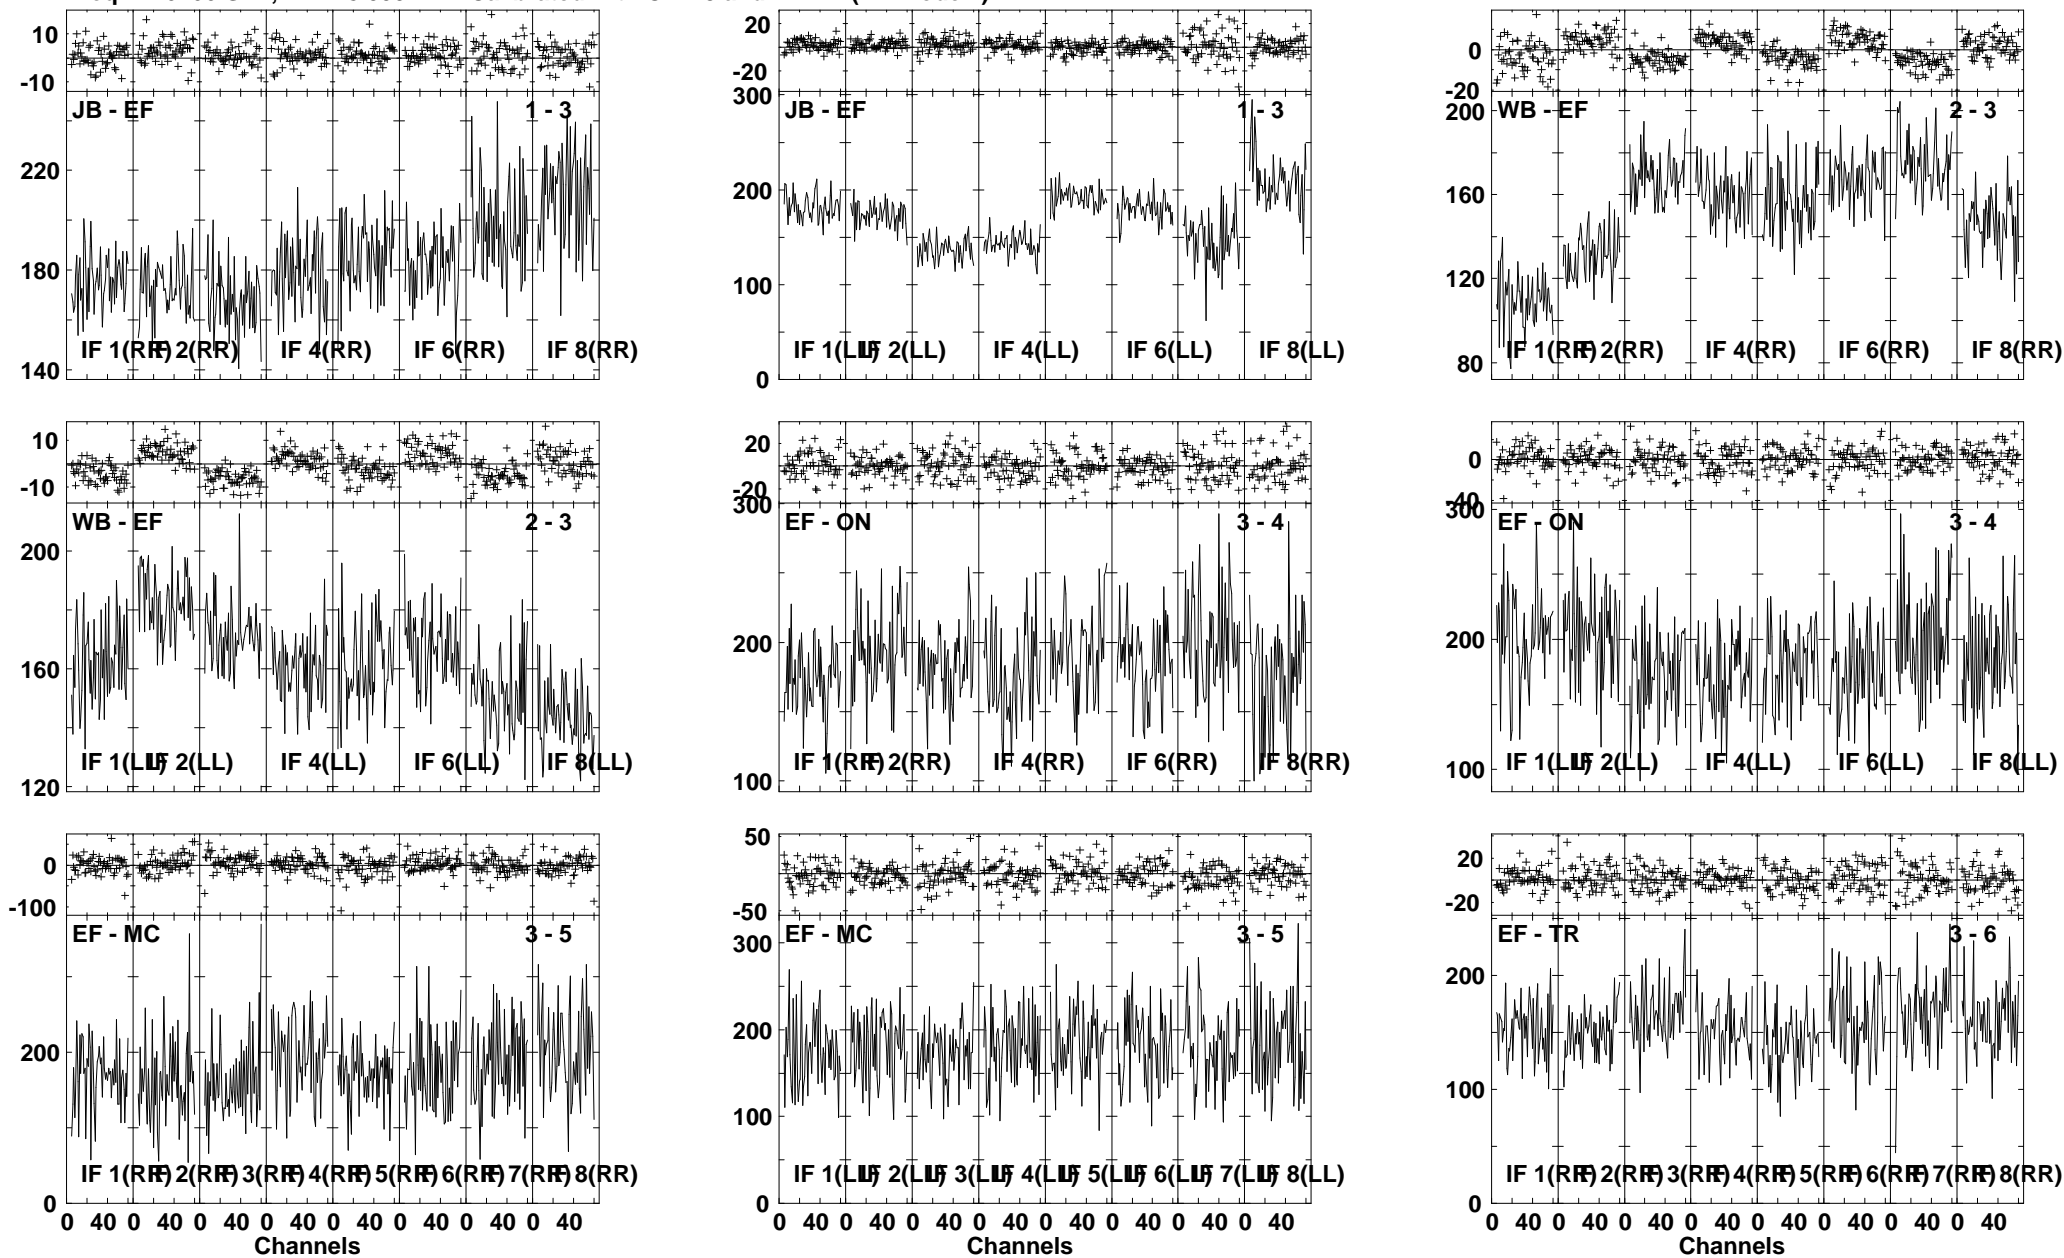 10
-10
JB - EF 1 - 3
220
180
140
IF 1(RR) IF 2(RR) IF 4(RR) IF 6(RR) IF 8(RR)
20
-20
300
JB - EF 1 - 3
200
100
0
IF 1(LL) IF 2(LL) IF 4(LL) IF 6(LL) IF 8(LL)
0
-20
200
WB - EF 2 - 3
160
120
80
IF 1(RR) IF 2(RR) IF 4(RR) IF 6(RR) IF 8(RR)
10
-10
WB - EF 2 - 3
200
160
120
IF 1(LL) IF 2(LL) IF 4(LL) IF 6(LL) IF 8(LL)
20
-20
300
EF - ON 3 - 4
200
100
IF 1(RR) IF 2(RR) IF 4(RR) IF 6(RR) IF 8(RR)
0
-40
300
EF - ON 3 - 4
200
100
IF 1(LL) IF 2(LL) IF 4(LL) IF 6(LL) IF 8(LL)
0
-100
EF - MC 3 - 5
200
0
IF 1(RR) IF 2(RR) IF 3(RR) IF 4(RR) IF 5(RR) IF 6(RR) IF 7(RR) IF 8(RR)
0 40 0 40 0 40 0 40 0 40 0 40 0 40 0 40
Channels
50
-50
300
EF - MC 3 - 5
200
100
0
IF 1(LL) IF 2(LL) IF 3(LL) IF 4(LL) IF 5(LL) IF 6(LL) IF 7(LL) IF 8(LL)
0 40 0 40 0 40 0 40 0 40 0 40 0 40 0 40
Channels
20
-20
EF - TR 3 - 6
200
100
0
IF 1(RR) IF 2(RR) IF 3(RR) IF 4(RR) IF 5(RR) IF 6(RR) IF 7(RR) IF 8(RR)
0 40 0 40 0 40 0 40 0 40 0 40 0 40 0 40
Channels